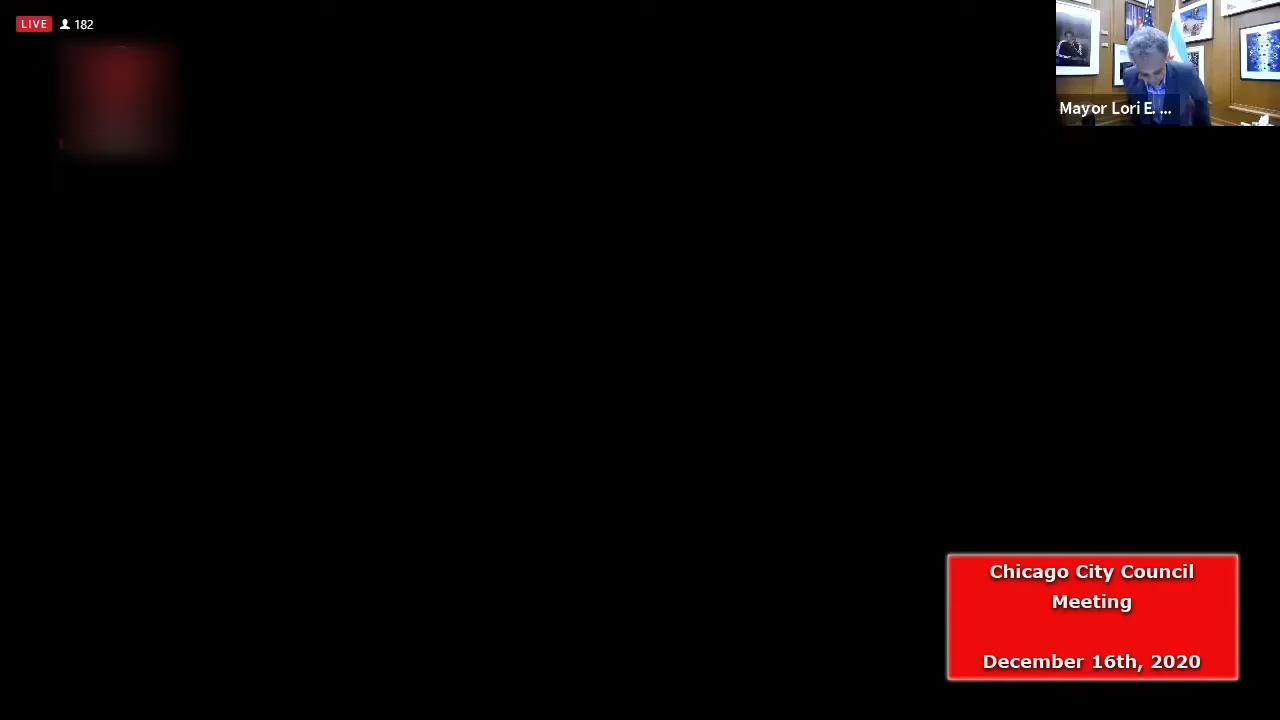 LIVE 182
Mayor Lori E. ...
Chicago City Council
Meeting
December 16th, 2020